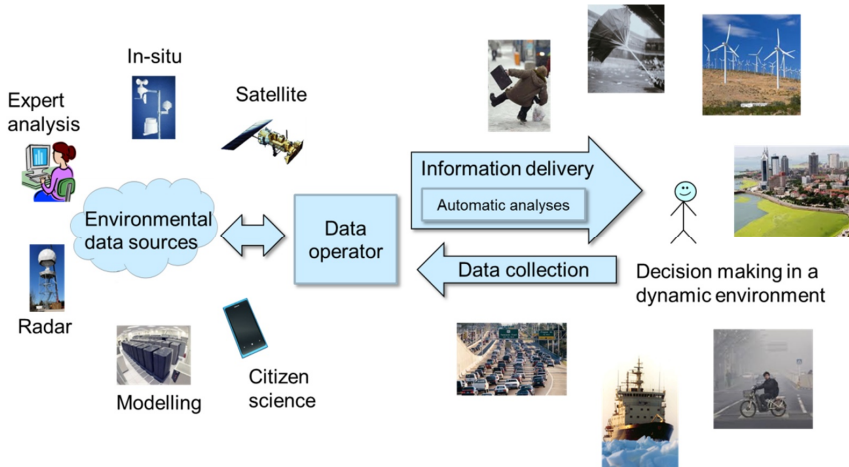 In-situ
Satellite
Expert
analysis
Environmental
data sources
Radar
Modelling
Citizen
science
Data
operator
Information delivery
Automatic analyses
Data collection
Decision making in a
dynamic environment